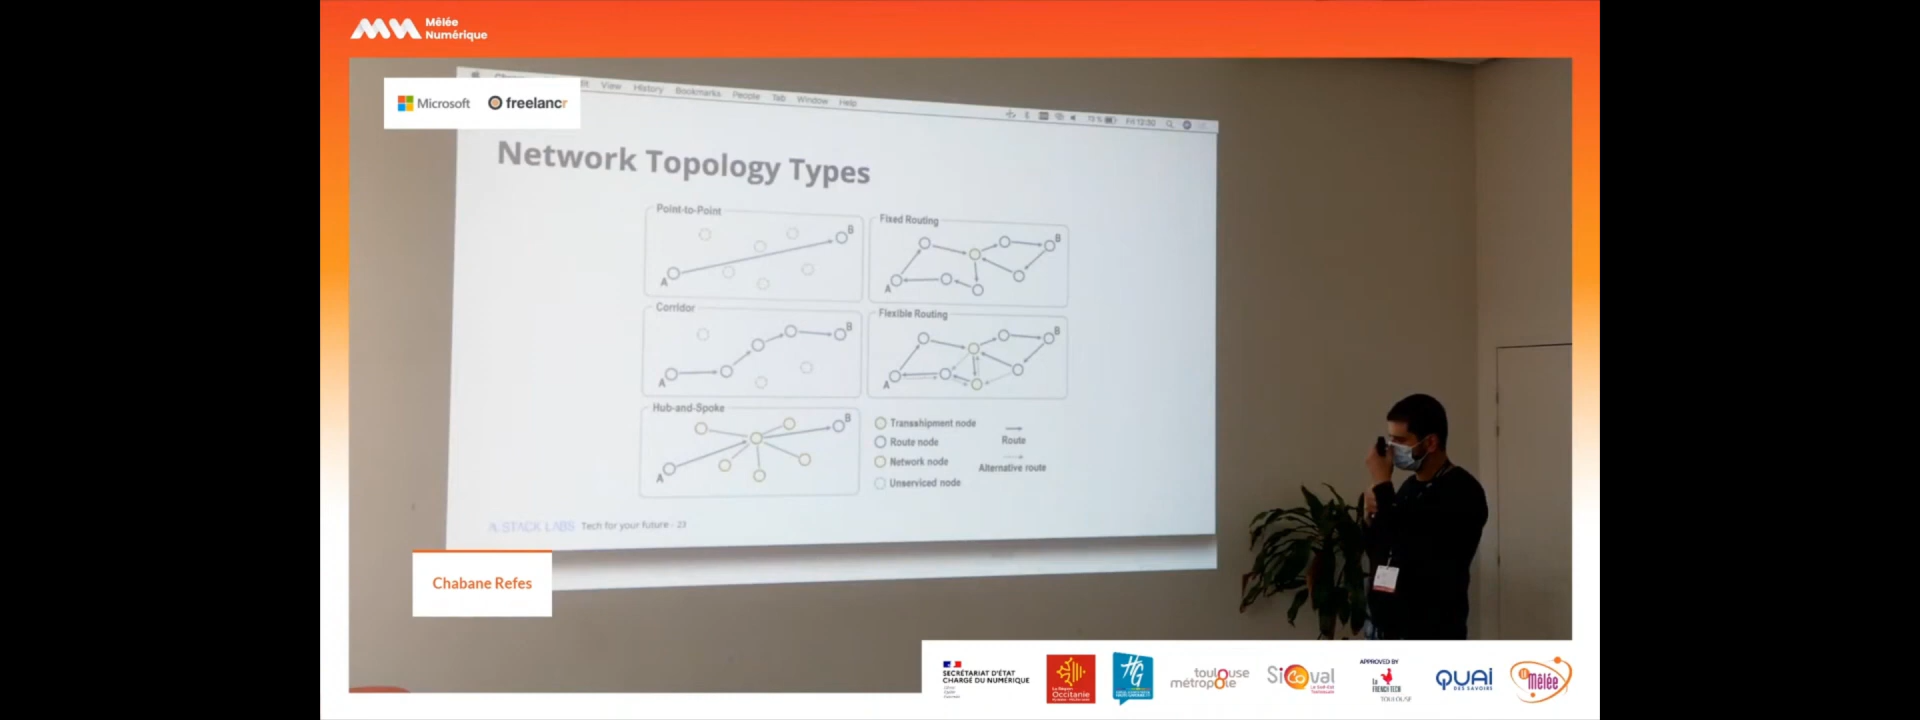 Mêlée
Numérique
Microsoft freelancr
View History Bookmarks People Tab Window Help
Network Topology Types
Point-to-Point
A
B
Fixed Routing
A
B
Corridor
A
B
Flexible Routing
A
B
Hub-and-Spoke
A
B
Transshipment node
Route node
Network node
Unserviced node
Route
Alternative route
STACK LABS Tech for your future - 23
Chabane Refes
SECRÉTARIAT D'ÉTAT
CHARGÉ DU NUMÉRIQUE
La Région
Occitanie
HG
toulouse
métropole
Sicoval
APPROVED BY
La
FRENCH TECH
TOULOUSE
QUAI
DES SAVOIRS
La mêlée